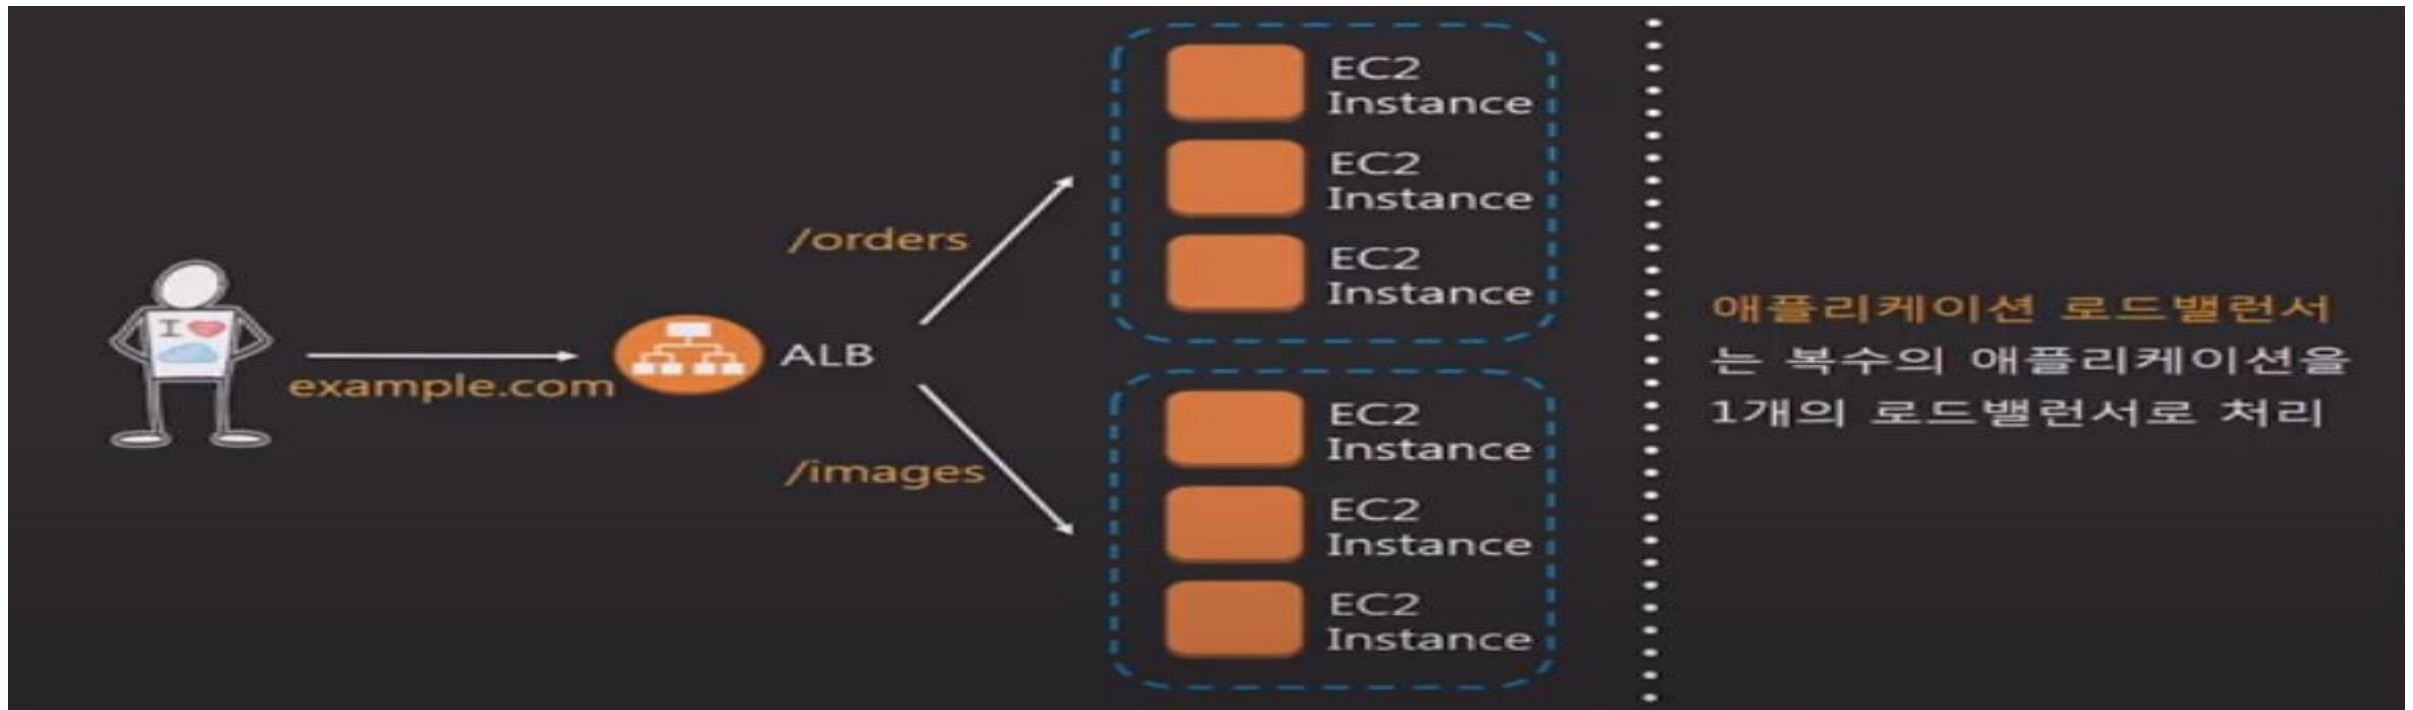 I
example.com
ALB
/orders
/images
EC2
Instance
EC2
Instance
EC2
Instance
EC2
Instance
EC2
Instance
EC2
Instance
애플리케이션 로드밸런서
는 복수의 애플리케이션을
1개의 로드밸런서로 처리